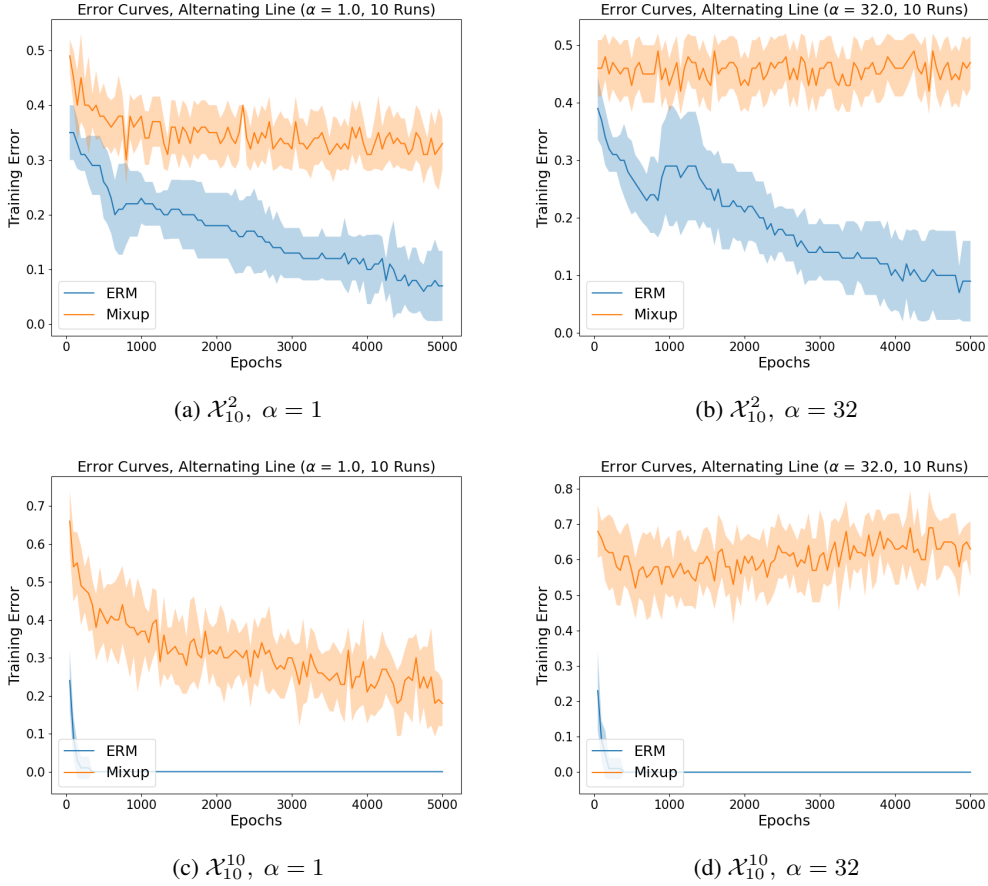 Error Curves, Alternating Line (α = 1.0, 10 Runs)
Training Error
0.5
0.4
0.3
0.2
0.1
0.0
ERM
Mixup
0 1000 2000 3000 4000 5000
Epochs
(a) 𝒳₁₀², α = 1
Error Curves, Alternating Line (α = 32.0, 10 Runs)
Training Error
0.5
0.4
0.3
0.2
0.1
0.0
ERM
Mixup
0 1000 2000 3000 4000 5000
Epochs
(b) 𝒳₁₀², α = 32
Error Curves, Alternating Line (α = 1.0, 10 Runs)
Training Error
0.7
0.6
0.5
0.4
0.3
0.2
0.1
0.0
ERM
Mixup
0 1000 2000 3000 4000 5000
Epochs
(c) 𝒳₁₀¹⁰, α = 1
Error Curves, Alternating Line (α = 32.0, 10 Runs)
Training Error
0.8
0.7
0.6
0.5
0.4
0.3
0.2
0.1
0.0
ERM
Mixup
0 1000 2000 3000 4000 5000
Epochs
(d) 𝒳₁₀¹⁰, α = 32